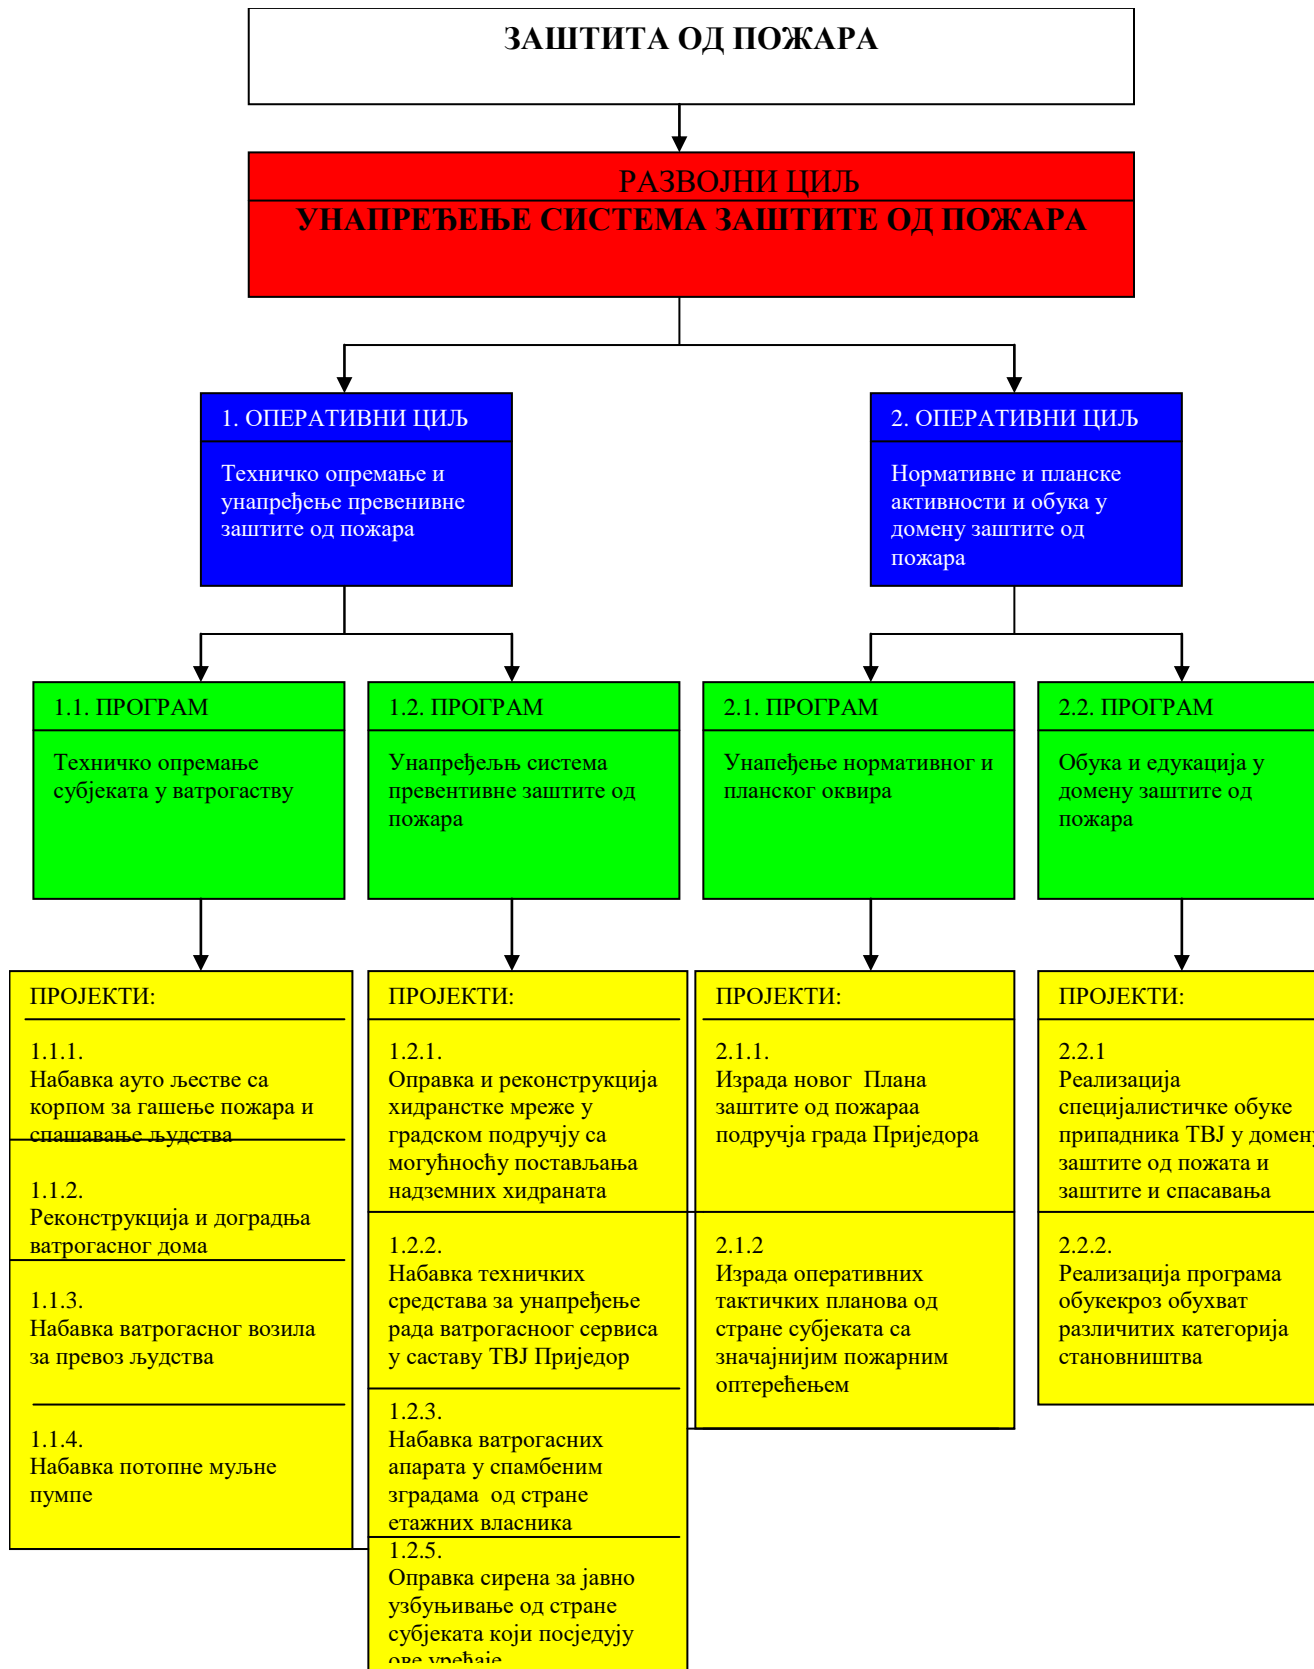 ЗАШТИТА ОД ПОЖАРА
РАЗВОЈНИ ЦИЉ
УНАПРЕЂЕЊЕ СИСТЕМА ЗАШТИТЕ ОД ПОЖАРА
1. ОПЕРАТИВНИ ЦИЉ
Техничко опремање и
унапређење превенивне
заштите од пожара
2. ОПЕРАТИВНИ ЦИЉ
Нормативне и планске
активности и обука у
домену заштите од
пожара
1.1. ПРОГРАМ
Техничко опремање
субјеката у ватрогаству
1.2. ПРОГРАМ
Унапређељњ система
превентивне заштите од
пожара
2.1. ПРОГРАМ
Унапеђење нормативног и
планског оквира
2.2. ПРОГРАМ
Обука и едукација у
домену заштите од
пожара
ПРОЈЕКТИ:
1.1.1.
Набавка ауто љестве са
корпом за гашење пожара и
спашавање људства
1.1.2.
Реконструкција и доградња
ватрогасног дома
1.1.3.
Набавка ватрогасног возила
за превоз људства
1.1.4.
Набавка потопне муљне
пумпе
ПРОЈЕКТИ:
1.2.1.
Оправка и реконструкција
хидранстке мреже у
градском подручју са
могућносћу постављања
надземних хидраната
1.2.2.
Набавка техничких
средстава за унапређење
рада ватрогасноог сервиса
у саставу ТВЈ Приједор
1.2.3.
Набавка ватрогасних
апарата у спамбеним
зградама од стране
етажних власника
1.2.5.
Оправка сирена за јавно
узбуњивање од стране
субјеката који посједују
ове уређаје
ПРОЈЕКТИ:
2.1.1.
Израда новог Плана
заштите од пожараа
подручја града Приједора
2.1.2
Израда оперативних
тактичких планова од
стране субјеката са
значајнијим пожарним
оптерећењем
ПРОЈЕКТИ:
2.2.1
Реализација
специјалистичке обуке
припадника ТВЈ у домену
заштите од пожата и
заштите и спасавања
2.2.2.
Реализација програма
обукекроз обухват
различитих категорија
становништва